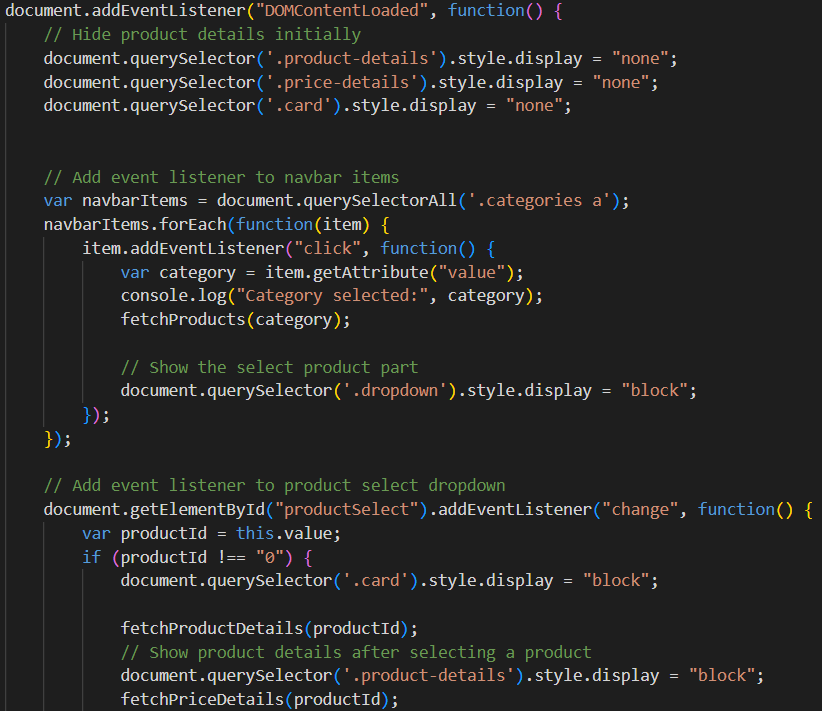 document.addEventListener("DOMContentLoaded", function() {
    // Hide product details initially
    document.querySelector('.product-details').style.display = "none";
    document.querySelector('.price-details').style.display = "none";
    document.querySelector('.card').style.display = "none";
    // Add event listener to navbar items
    var navbarItems = document.querySelectorAll('.categories a');
    navbarItems.forEach(function(item) {
        item.addEventListener("click", function() {
            var category = item.getAttribute("value");
            console.log("Category selected:", category);
            fetchProducts(category);
            // Show the select product part
            document.querySelector('.dropdown').style.display = "block";
        });
    });
    // Add event listener to product select dropdown
    document.getElementById("productSelect").addEventListener("change", function() {
        var productId = this.value;
        if (productId !== "0") {
            document.querySelector('.card').style.display = "block";
            fetchProductDetails(productId);
            // Show product details after selecting a product
            document.querySelector('.product-details').style.display = "block";
            fetchPriceDetails(productId);